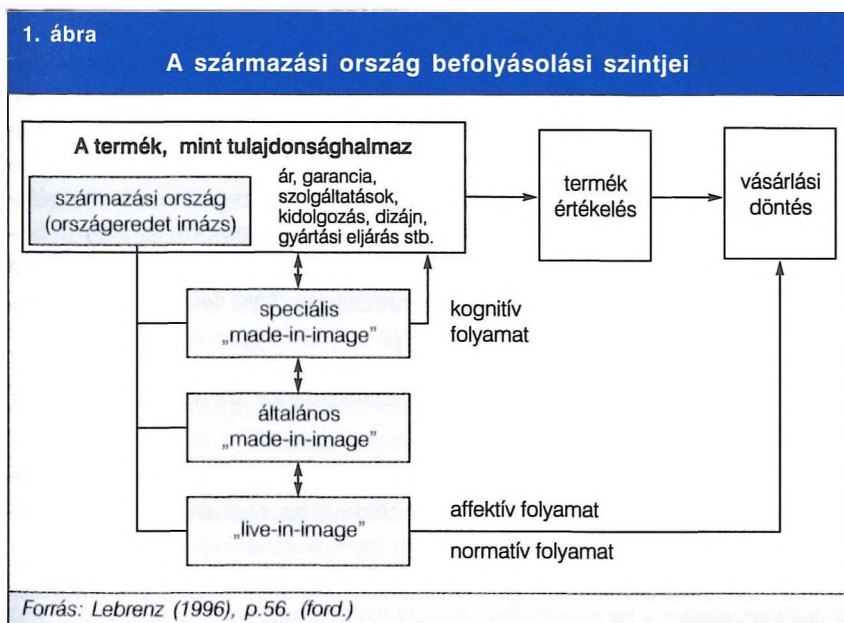 1. ábra
A származási ország befolyásolási szintjei
A termék, mint tulajdonsághalmaz
származási ország
(országeredet imázs)
ár, garancia,
szolgáltatások,
kidolgozás, dizájn,
gyártási eljárás stb.
termék
értékelés
vásárlási
döntés
speciális
„made-in-image”
kognitív
folyamat
általános
„made-in-image”
„live-in-image”
affektív folyamat
normatív folyamat
Forrás: Lebrenz (1996), p.56. (ford.)